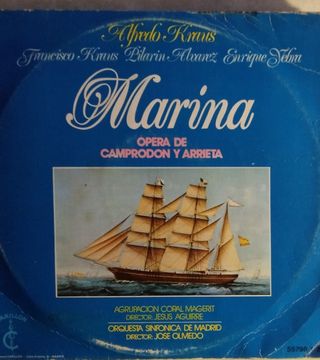 Alfredo Kraus
Francisco Kraus Pilarin Alvarez Enrique Yebra
Marina
OPERA DE
CAMPRODON Y ARRIETA
AGRUPACION CORAL MAGERIT
DIRECTOR: JESUS AGUIRRE
ORQUESTA SINFONICA DE MADRID
DIRECTOR: JOSE OLMEDO